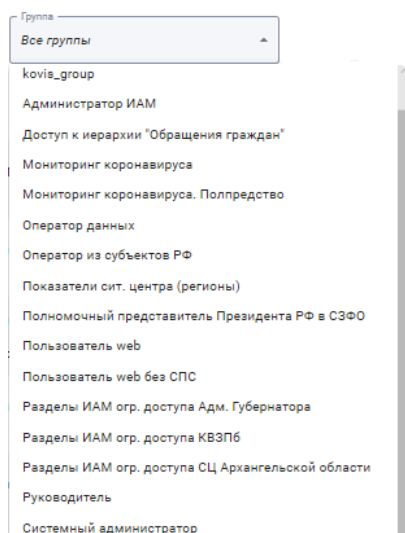 Группа
Все группы
kovis_group
Администратор ИАМ
Доступ к иерархии "Обращения граждан"
Мониторинг коронавируса
Мониторинг коронавируса. Полпредство
Оператор данных
Оператор из субъектов РФ
Показатели сит. центра (регионы)
Полномочный представитель Президента РФ в СЗФО
Пользователь web
Пользователь web без СПС
Разделы ИАМ огр. доступа Адм. Губернатора
Разделы ИАМ огр. доступа КВЗПб
Разделы ИАМ огр. доступа СЦ Архангельской области
Руководитель
Системный администратор